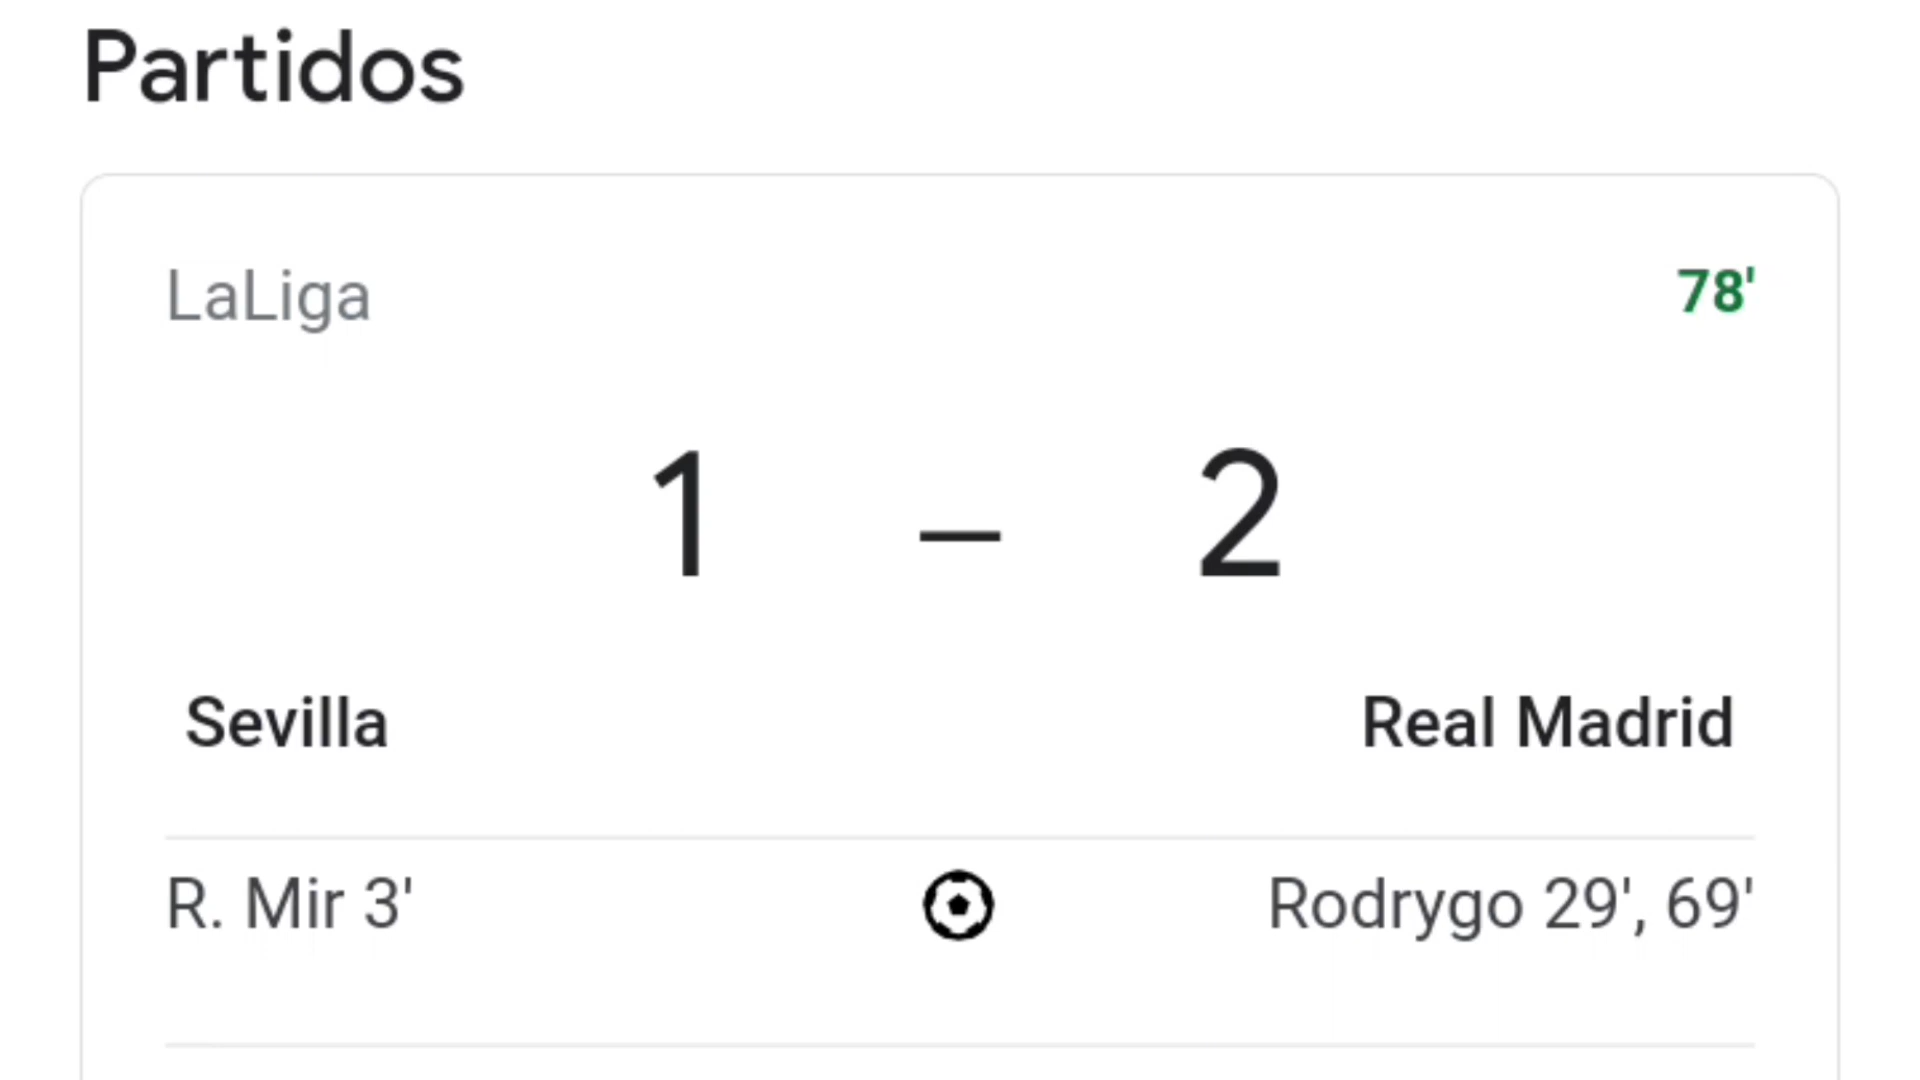 Partidos
LaLiga 78'
1 – 2
Sevilla Real Madrid
R. Mir 3' Rodrygo 29', 69'